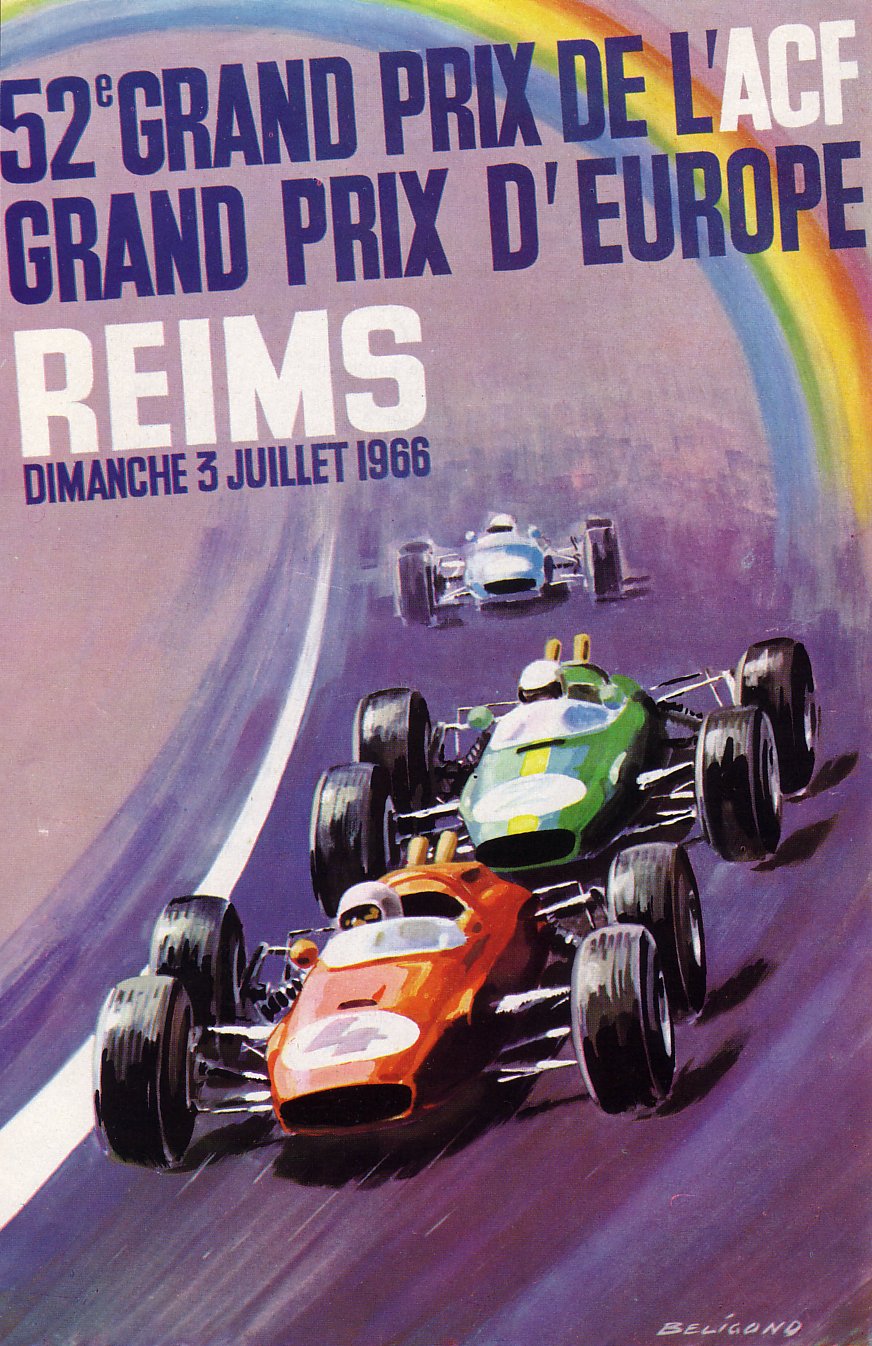 52e GRAND PRIX DE L'ACF
GRAND PRIX D'EUROPE
REIMS
DIMANCHE 3 JUILLET 1966
4
BELIGOND